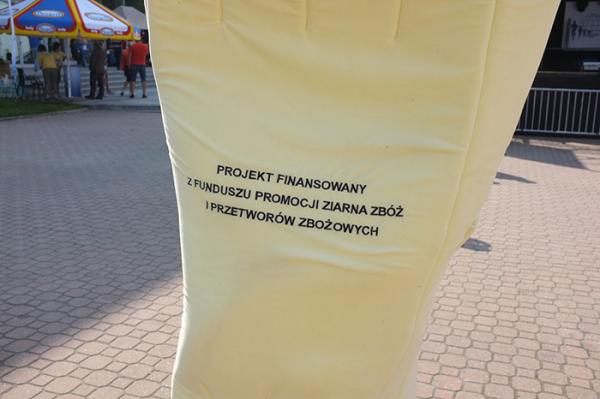 PROJEKT FINANSOWANY
Z FUNDUSZU PROMOCJI ZIARNA ZBÓŻ
I PRZETWORÓW ZBOŻOWYCH